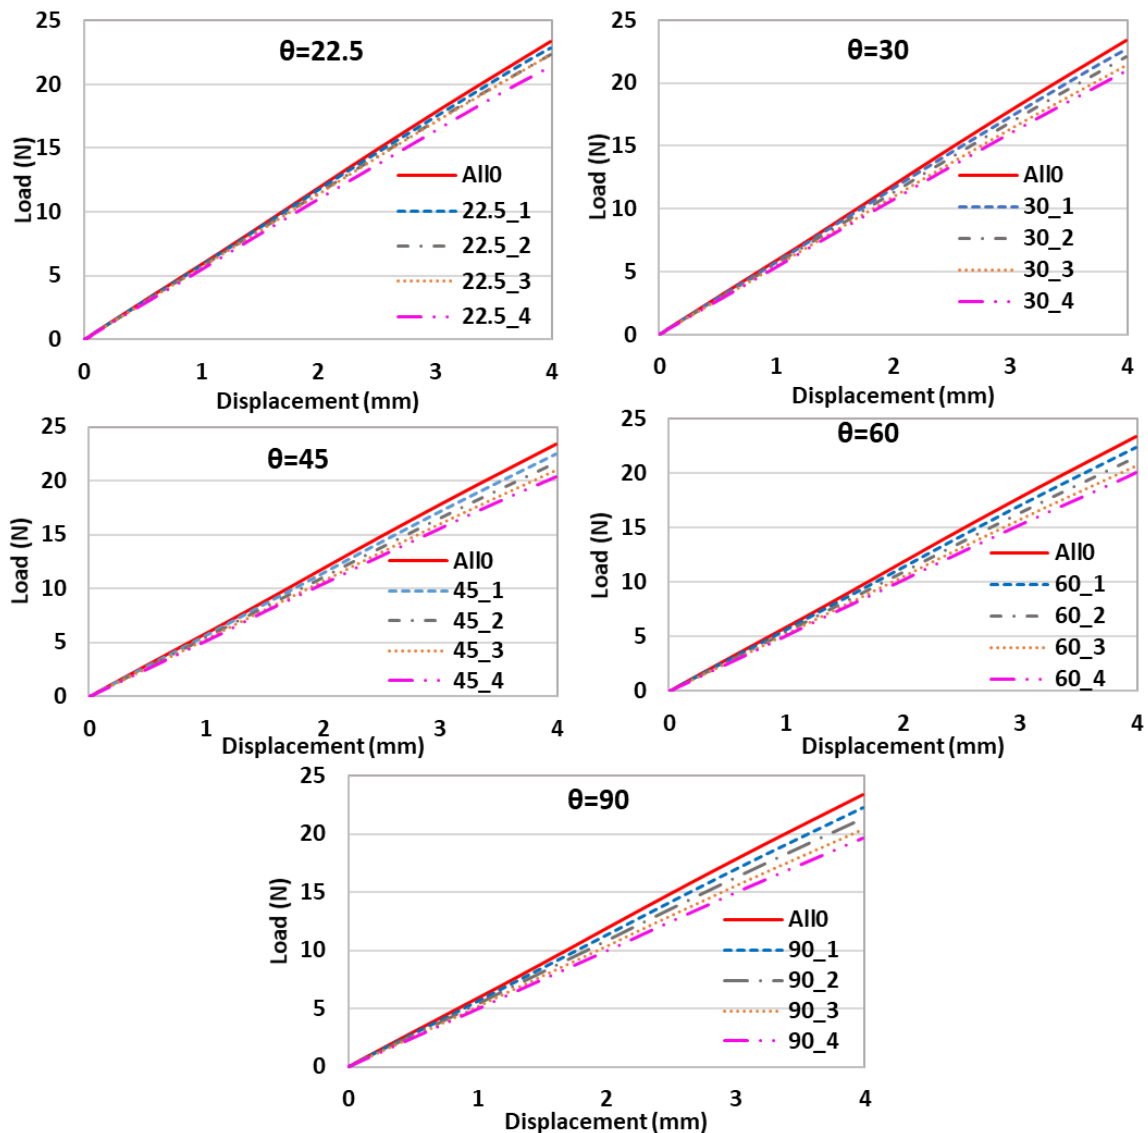 θ=22.5
Load (N)
25
20
15
10
5
0
All0
22.5_1
22.5_2
22.5_3
22.5_4
0 1 2 3 4
Displacement (mm)
θ=30
Load (N)
25
20
15
10
5
0
All0
30_1
30_2
30_3
30_4
0 1 2 3 4
Displacement (mm)
θ=45
Load (N)
25
20
15
10
5
0
All0
45_1
45_2
45_3
45_4
0 1 2 3 4
Displacement (mm)
θ=60
Load (N)
25
20
15
10
5
0
All0
60_1
60_2
60_3
60_4
0 1 2 3 4
Displacement (mm)
θ=90
Load (N)
25
20
15
10
5
0
All0
90_1
90_2
90_3
90_4
0 1 2 3 4
Displacement (mm)